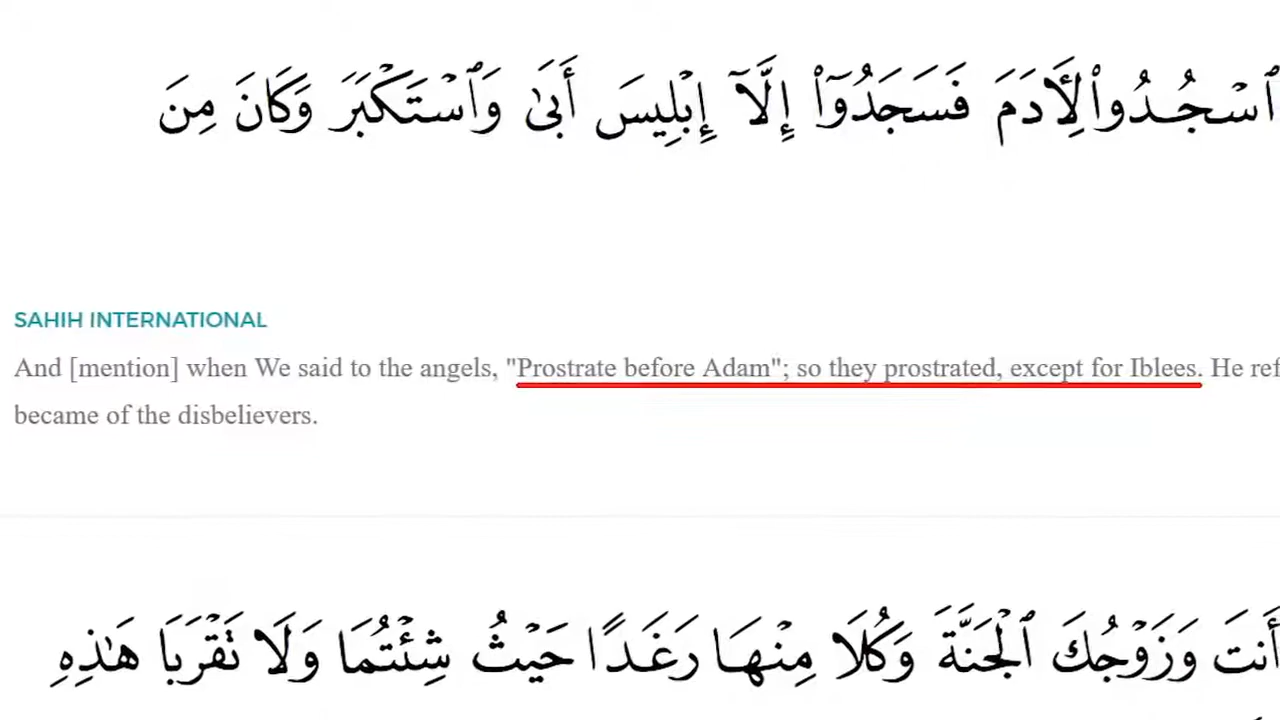 ٱسْجُدُوا۟ لِـَٔادَمَ فَسَجَدُوٓا۟ إِلَّآ إِبْلِيسَ أَبَىٰ وَٱسْتَكْبَرَ وَكَانَ مِنَ
SAHIH INTERNATIONAL
And [mention] when We said to the angels, "Prostrate before Adam"; so they prostrated, except for Iblees. He ref
became of the disbelievers.
أَنتَ وَزَوْجُكَ ٱلْجَنَّةَ وَكُلَا مِنْهَا رَغَدًا حَيْثُ شِئْتُمَا وَلَا تَقْرَبَا هَـٰذِهِ